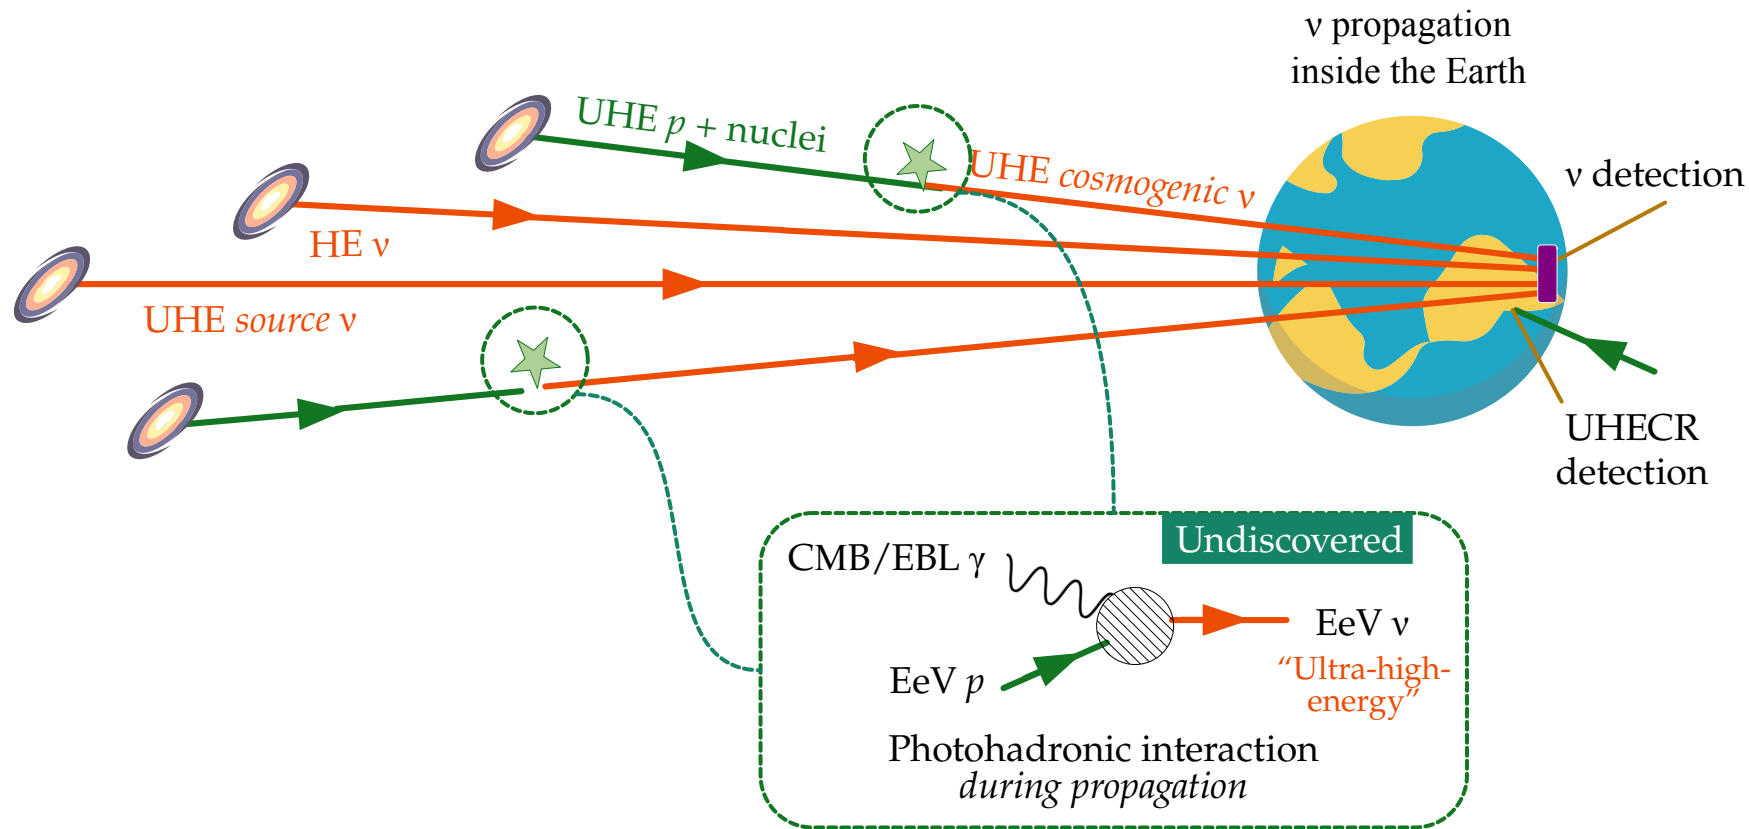 ν propagation
inside the Earth
UHE p + nuclei
UHE cosmogenic ν
ν detection
HE ν
UHE source ν
UHECR
detection
Undiscovered
CMB/EBL γ
EeV ν
“Ultra-high-
energy”
EeV p
Photohadronic interaction
during propagation